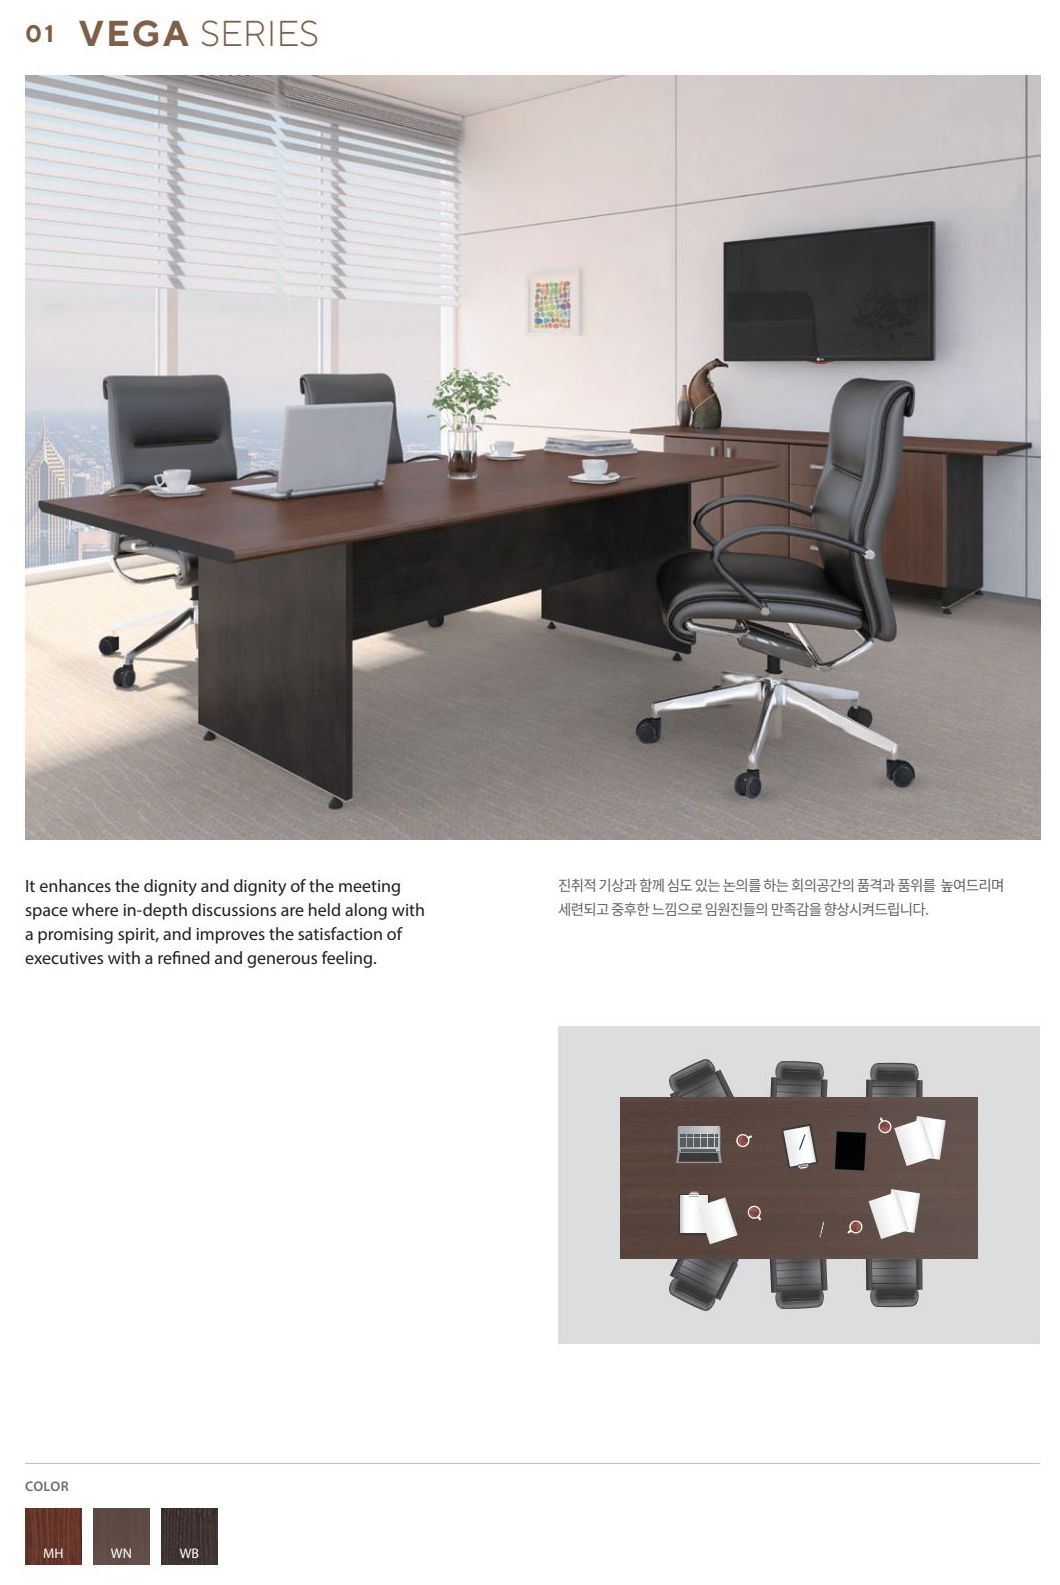 01 VEGA SERIES
It enhances the dignity and dignity of the meeting
space where in-depth discussions are held along with
a promising spirit, and improves the satisfaction of
executives with a refined and generous feeling.
진취적 기상과 함께 심도 있는 논의를 하는 회의공간의 품격과 품위를 높여드리며
세련되고 중후한 느낌으로 임원진들의 만족감을 향상시켜드립니다.
COLOR
MH
WN
WB